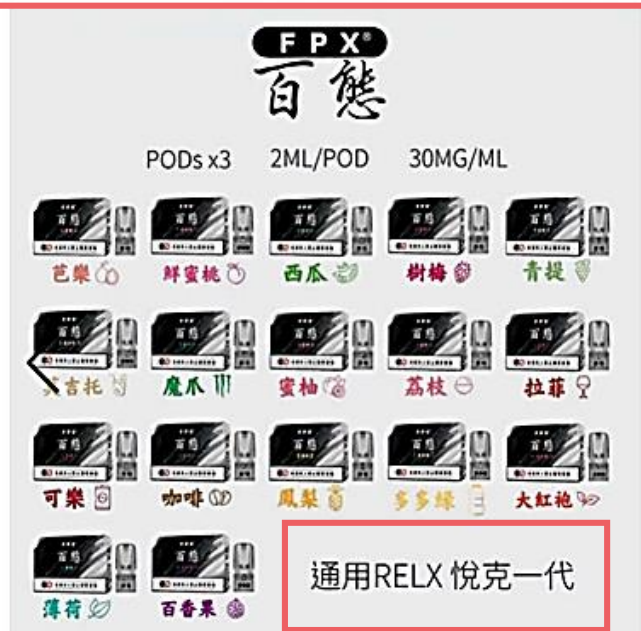 FPX®
百態
PODs x3 2ML/POD 30MG/ML
芭樂 鮮蜜桃 西瓜 樹梅 青提
吉托 魔爪 蜜柚 荔枝 拉菲
可樂 咖啡 鳳梨 多多綠 大紅袍
薄荷 百香果
通用RELX 悅克一代